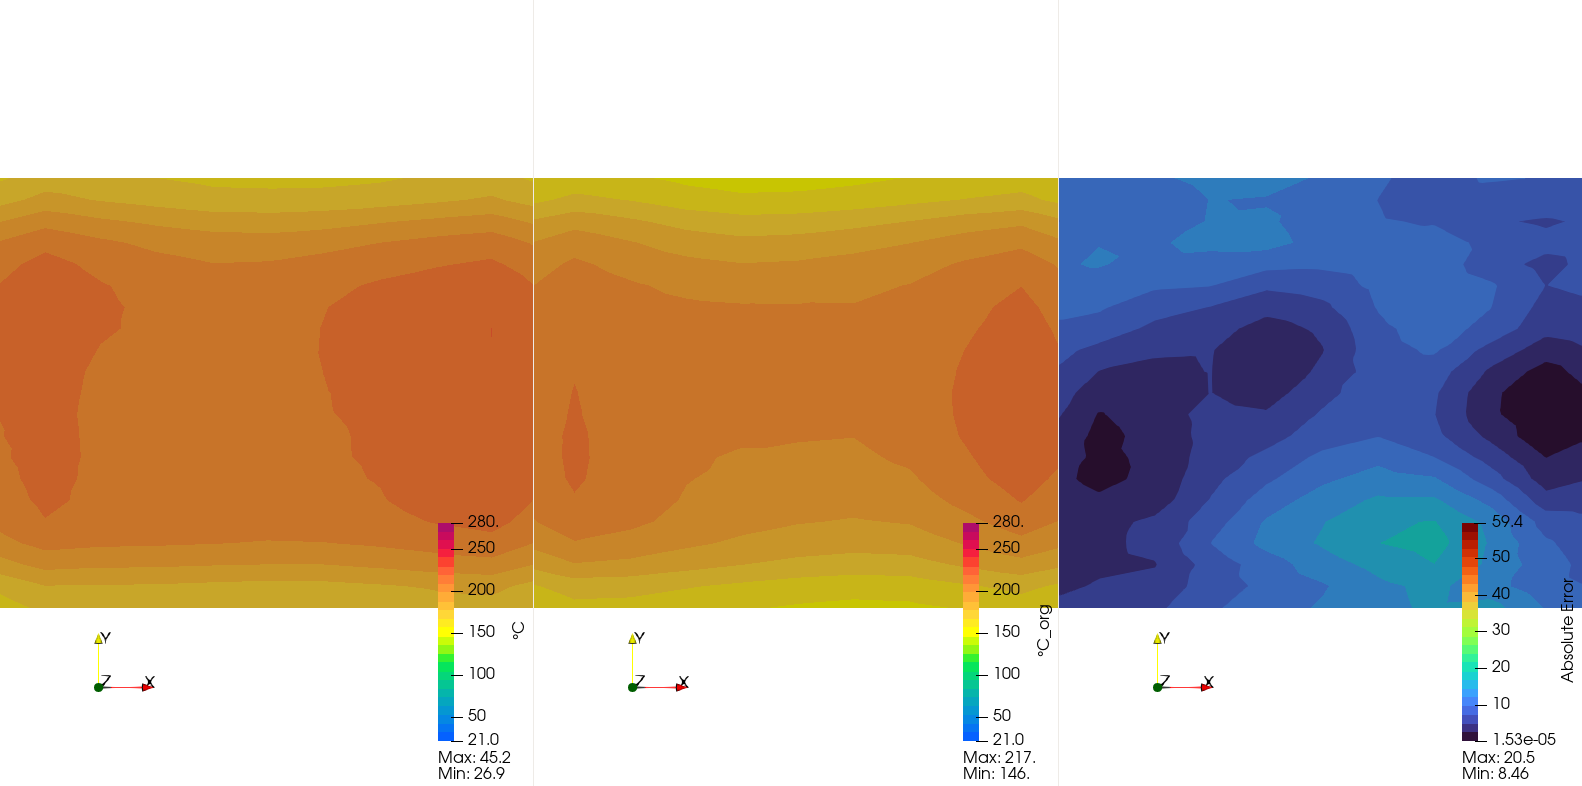 280.
250
200
150
100
50
21.0
°C
Max: 45.2
Min: 26.9
Y
Z
X
280.
250
200
150
100
50
21.0
°C_org
Max: 217.
Min: 146.
Y
Z
X
59.4
50
40
30
20
10
1.53e-05
Absolute Error
Max: 20.5
Min: 8.46
Y
Z
X